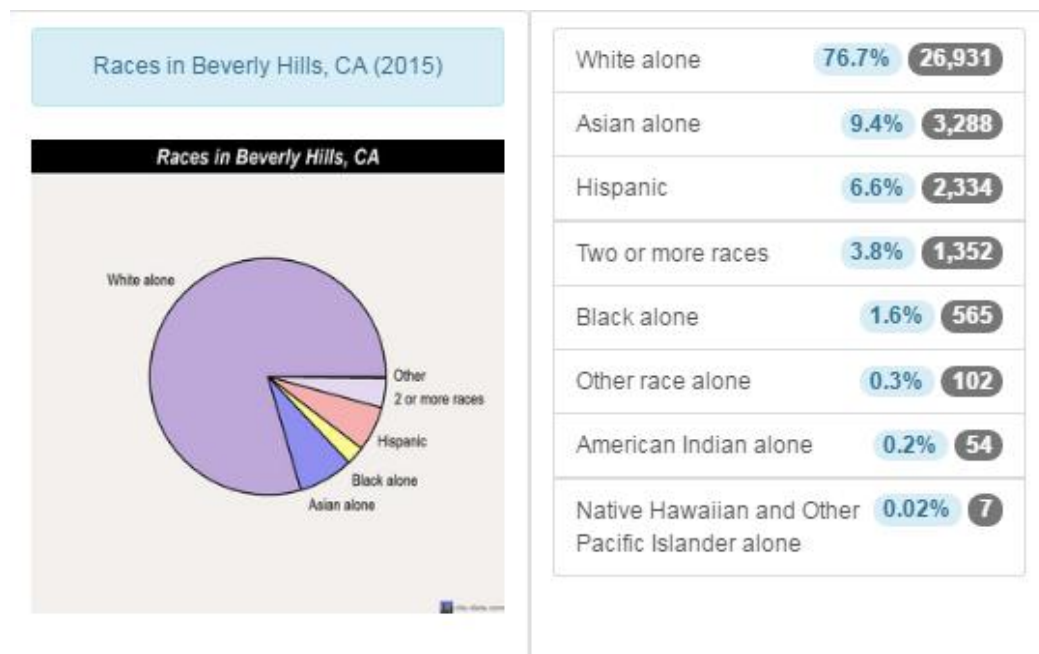 Races in Beverly Hills, CA (2015)
Races in Beverly Hills, CA
White alone
Other
2 or more races
Hispanic
Black alone
Asian alone
White alone 76.7% 26,931
Asian alone 9.4% 3,288
Hispanic 6.6% 2,334
Two or more races 3.8% 1,352
Black alone 1.6% 565
Other race alone 0.3% 102
American Indian alone 0.2% 54
Native Hawaiian and Other 0.02% 7
Pacific Islander alone